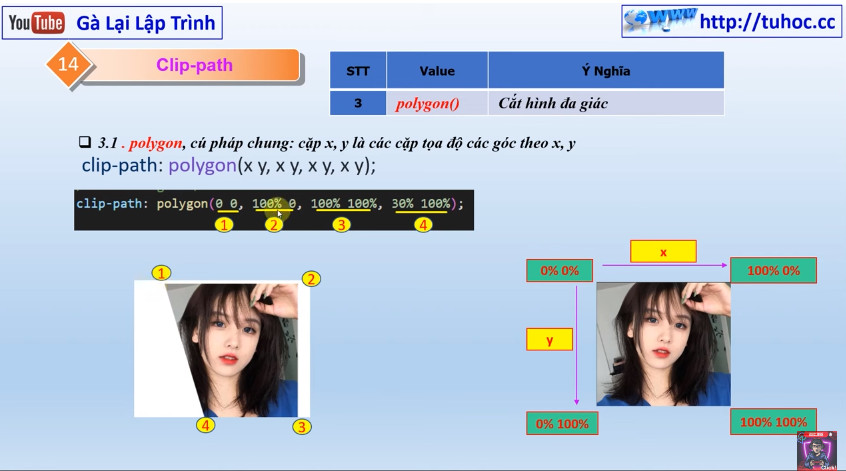 YouTube Gà Lại Lập Trình
www http://tuhoc.cc
14 Clip-path
STT Value Ý Nghĩa
3 polygon() Cắt hình đa giác
3.1 . polygon, cú pháp chung: cặp x, y là các cặp tọa độ các góc theo x, y
clip-path: polygon(x y, x y, x y, x y);
clip-path: polygon(0 0, 100% 0, 100% 100%, 30% 100%);
1 2 3 4
x
0% 0% 100% 0%
1 2
y
4 3
0% 100% 100% 100%